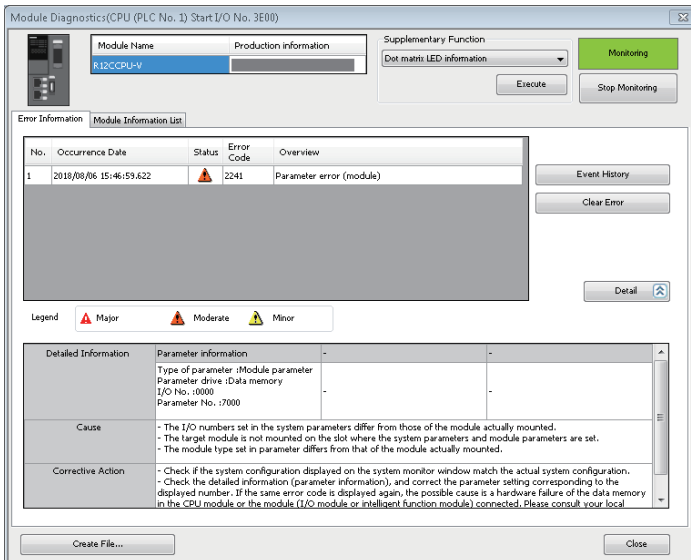 Module Diagnostics(CPU (PLC No. 1) Start I/O No. 3E00)
Module Name Production information
R12CCPU-V
Supplementary Function
Dot matrix LED information
Execute
Monitoring
Stop Monitoring
Error Information Module Information List
No. Occurrence Date Status Error Code Overview
1 2018/08/06 15:46:59.622 2241 Parameter error (module)
Event History
Clear Error
Detail
Legend Major Moderate Minor
Detailed Information Parameter information - -
Type of parameter :Module parameter
Parameter drive :Data memory
I/O No. :0000 - -
Parameter No. :7000
Cause - The I/O numbers set in the system parameters differ from those of the module actually mounted.
- The target module is not mounted on the slot where the system parameters and module parameters are set.
- The module type set in parameter differs from that of the module actually mounted.
Corrective Action - Check if the system configuration displayed on the system monitor window match the actual system configuration.
- Check the detailed information (parameter information), and correct the parameter setting corresponding to the
displayed number. If the same error code is displayed again, the possible cause is a hardware failure of the data memory
in the CPU module or the module (I/O module or intelligent function module) connected. Please consult your local
Create File... Close